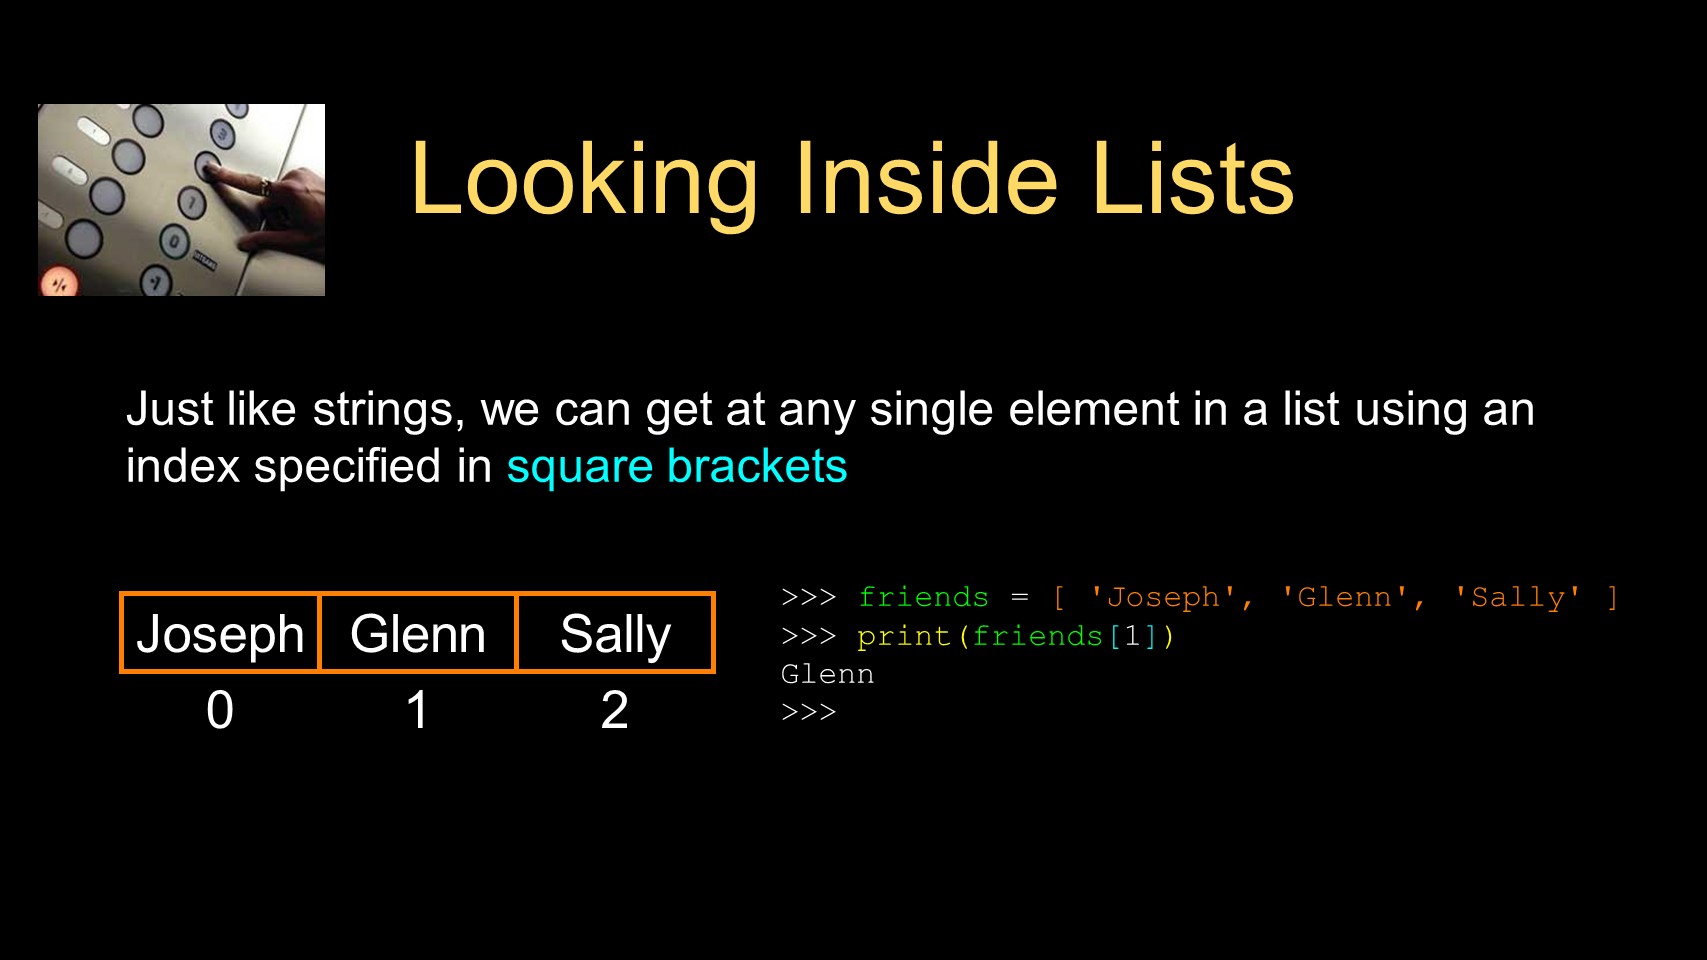 Looking Inside Lists
Just like strings, we can get at any single element in a list using an
index specified in square brackets
Joseph Glenn Sally
0 1 2
>>> friends = [ 'Joseph', 'Glenn', 'Sally' ]
>>> print(friends[1])
Glenn
>>>